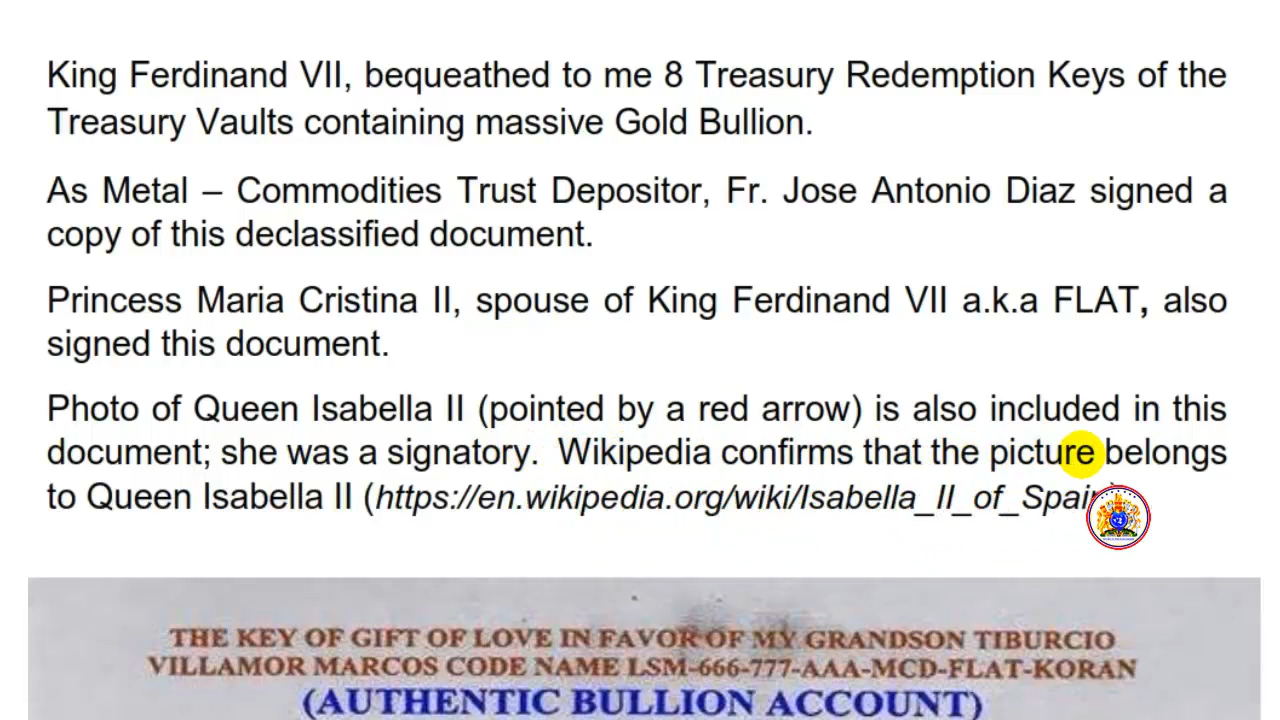 King Ferdinand VII, bequeathed to me 8 Treasury Redemption Keys of the
Treasury Vaults containing massive Gold Bullion.
As Metal – Commodities Trust Depositor, Fr. Jose Antonio Diaz signed a
copy of this declassified document.
Princess Maria Cristina II, spouse of King Ferdinand VII a.k.a FLAT, also
signed this document.
Photo of Queen Isabella II (pointed by a red arrow) is also included in this
document; she was a signatory. Wikipedia confirms that the picture belongs
to Queen Isabella II (https://en.wikipedia.org/wiki/Isabella_II_of_Spain)
THE KEY OF GIFT OF LOVE IN FAVOR OF MY GRANDSON TIBURCIO
VILLAMOR MARCOS CODE NAME LSM-666-777-AAA-MCD-FLAT-KORAN
(AUTHENTIC BULLION ACCOUNT)